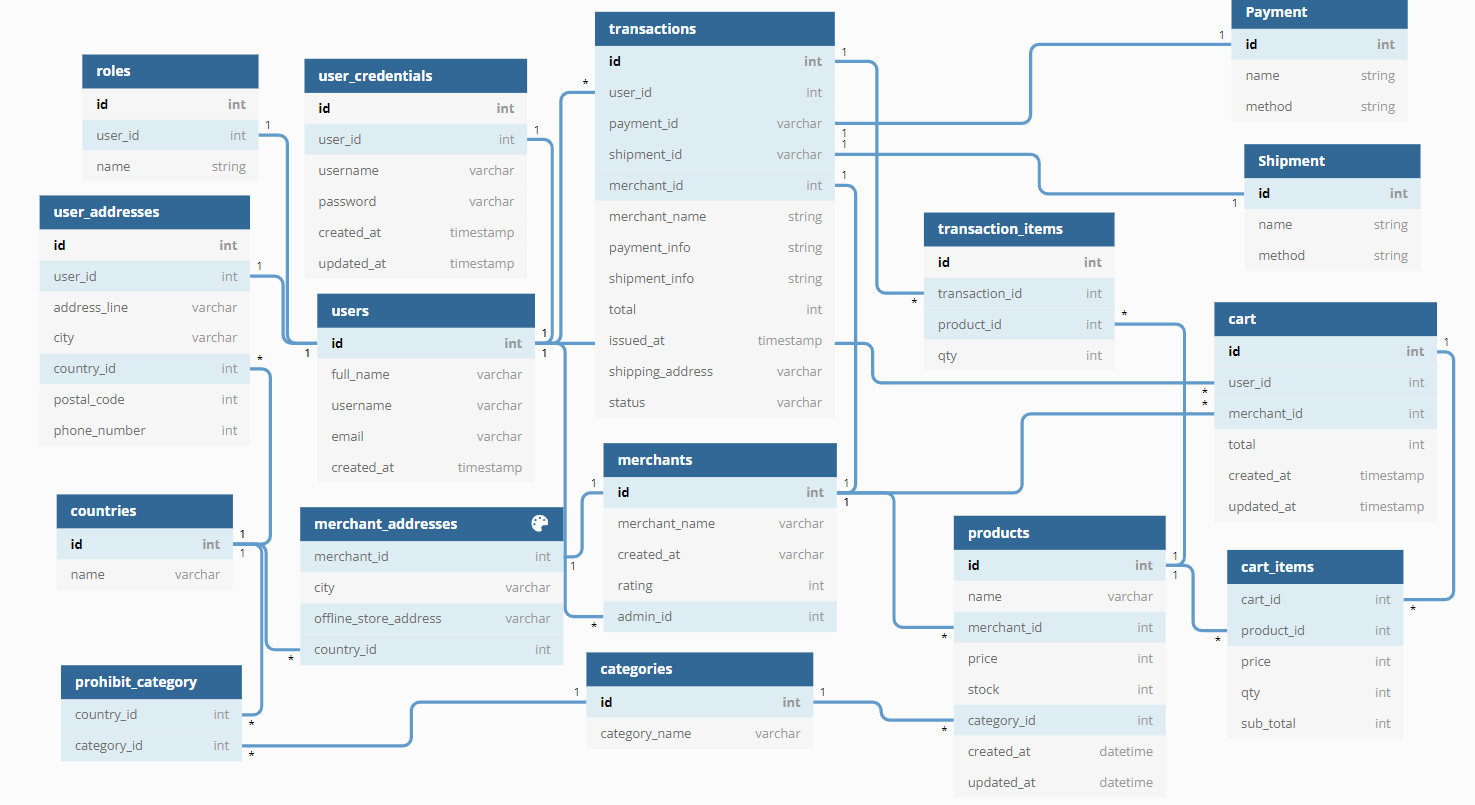 roles
id int
user_id int
name string
user_credentials
id int
user_id int
username varchar
password varchar
created_at timestamp
updated_at timestamp
transactions
id int
user_id int
payment_id varchar
shipment_id varchar
merchant_id int
merchant_name string
payment_info string
shipment_info string
total int
issued_at timestamp
shipping_address varchar
status varchar
Payment
id int
name string
method string
Shipment
id int
name string
method string
user_addresses
id int
user_id int
address_line varchar
city varchar
country_id int
postal_code int
phone_number int
users
id int
full_name varchar
username varchar
email varchar
created_at timestamp
transaction_items
id int
transaction_id int
product_id int
qty int
cart
id int
user_id int
merchant_id int
total int
created_at timestamp
updated_at timestamp
countries
id int
name varchar
merchant_addresses
merchant_id int
city varchar
offline_store_address varchar
country_id int
merchants
id int
merchant_name varchar
created_at varchar
rating int
admin_id int
products
id int
name varchar
merchant_id int
price int
stock int
category_id int
created_at datetime
updated_at datetime
cart_items
cart_id int
product_id int
price int
qty int
sub_total int
prohibit_category
country_id int
category_id int
categories
id int
category_name varchar
1
1
*
1
1
1
1
1
1
1
1
*
*
1
1
1
*
*
*
1
*
1
1
1
1
1
1
*
*
*
1
1
*
*
*
*
1
1
*